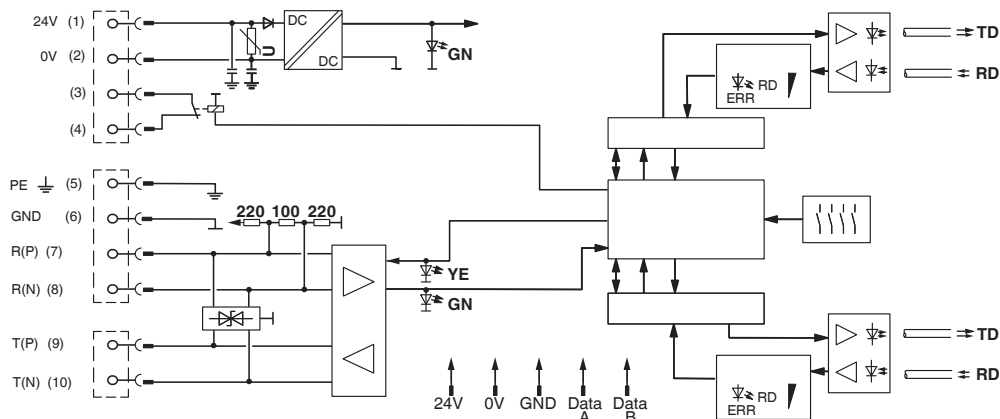 24V (1)
0V (2)
(3)
(4)
U
DC
DC
GN
TD
RD
RD
ERR
PE (5)
GND (6)
R(P) (7)
R(N) (8)
T(P) (9)
T(N) (10)
220 100 220
YE
GN
24V 0V GND Data A Data B
TD
RD
RD
ERR